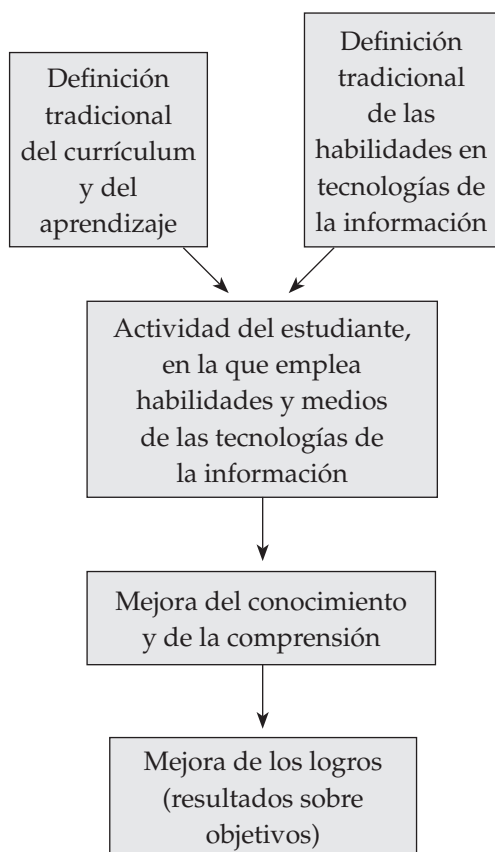 Definición
tradicional
del currículum
y del
aprendizaje
Definición
tradicional
de las
habilidades en
tecnologías de
la información
Actividad del estudiante,
en la que emplea
habilidades y medios
de las tecnologías de
la información
Mejora del conocimiento
y de la comprensión
Mejora de los logros
(resultados sobre
objetivos)